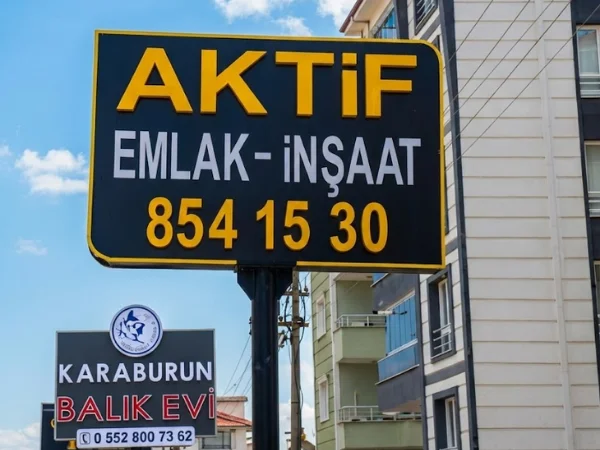 AKTİF
EMLAK - İNŞAAT
854 15 30
KARABURUN
BALIK EVİ
0 552 800 73 62